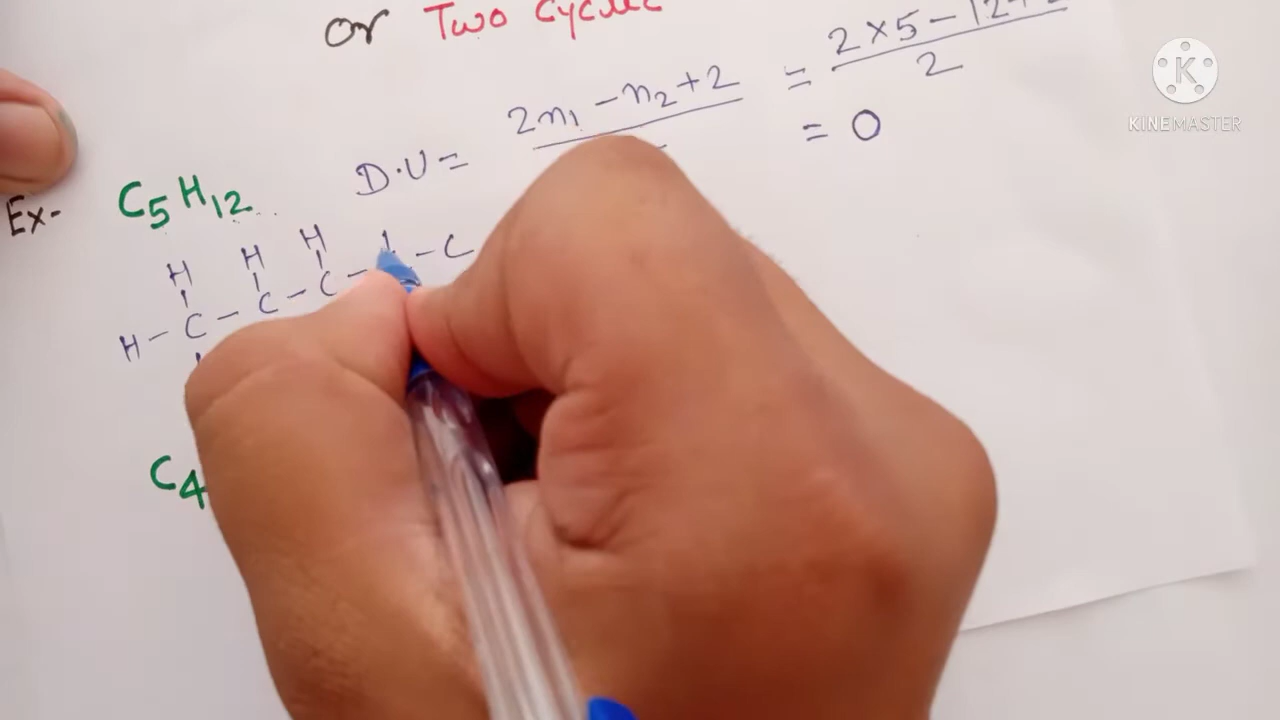 or Two Cyclic
D.U = 2n₁ - n₂ + 2 = 2 × 5 - 12 + 2 / 2
= 0
Ex- C₅H₁₂
H H H
H - C - C - C - - C
C₄
KINEMASTER